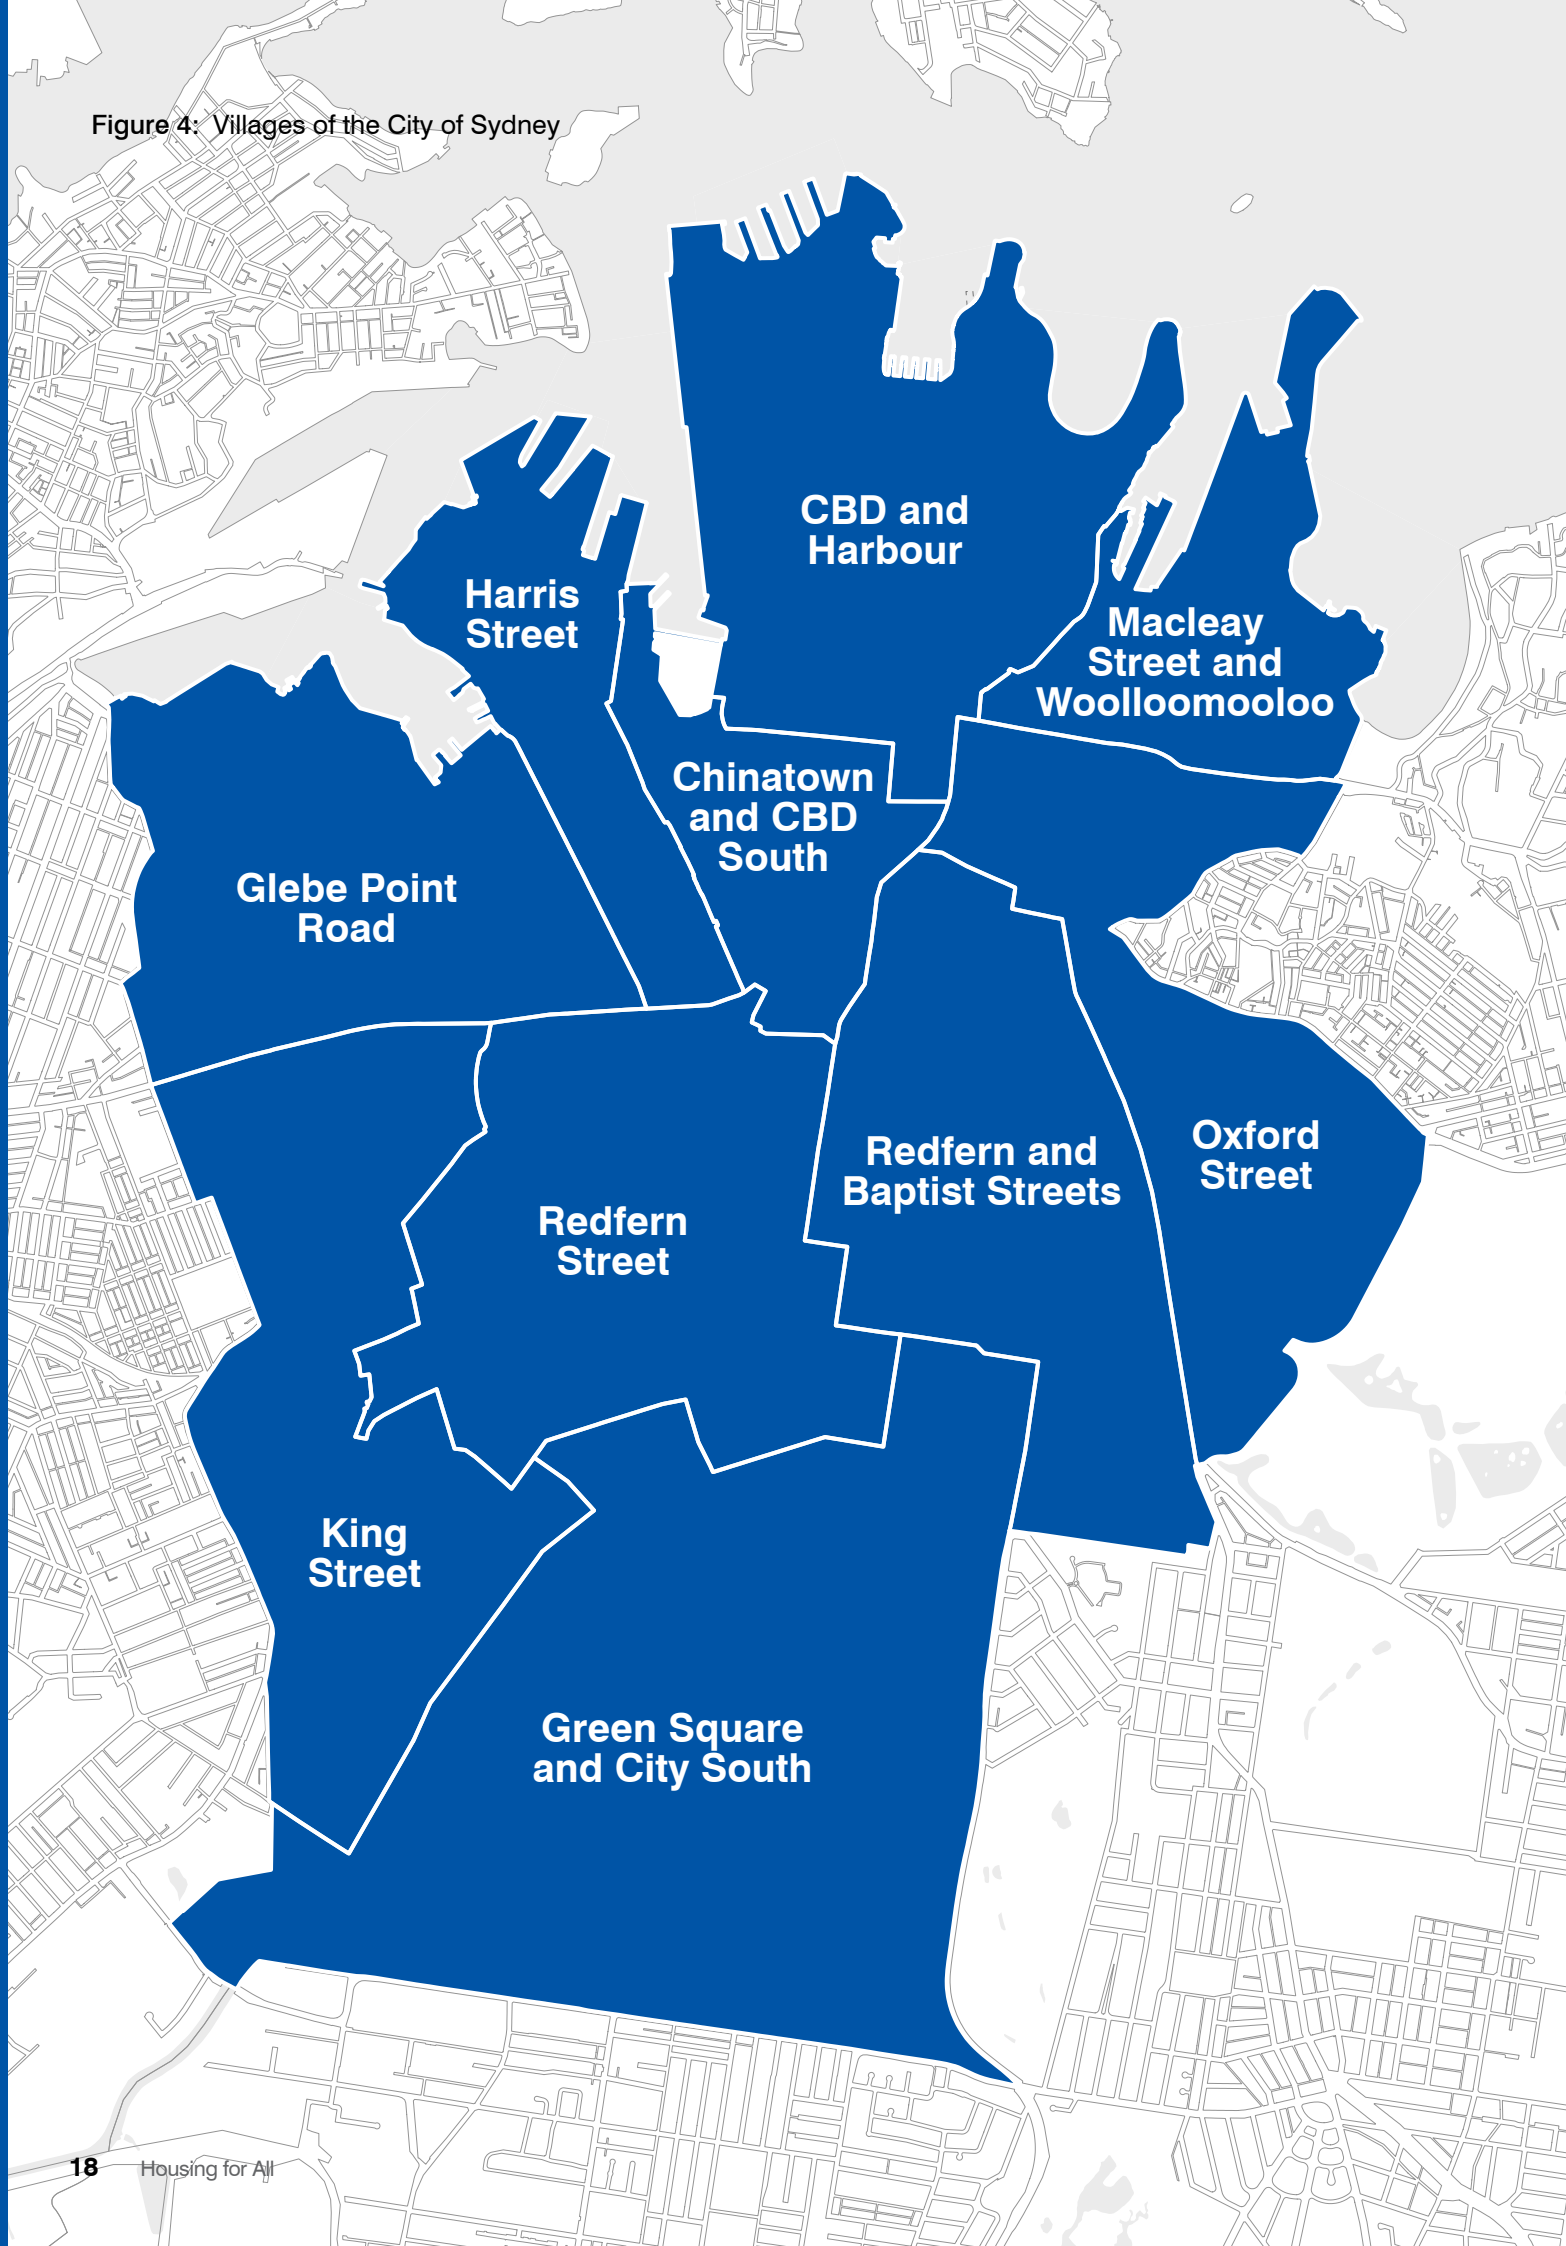 Figure 4: Villages of the City of Sydney
CBD and
Harbour
Harris
Street
Macleay
Street and
Woolloomooloo
Chinatown
and CBD
South
Glebe Point
Road
Redfern and
Baptist Streets
Oxford
Street
Redfern
Street
King
Street
Green Square
and City South
18 Housing for All